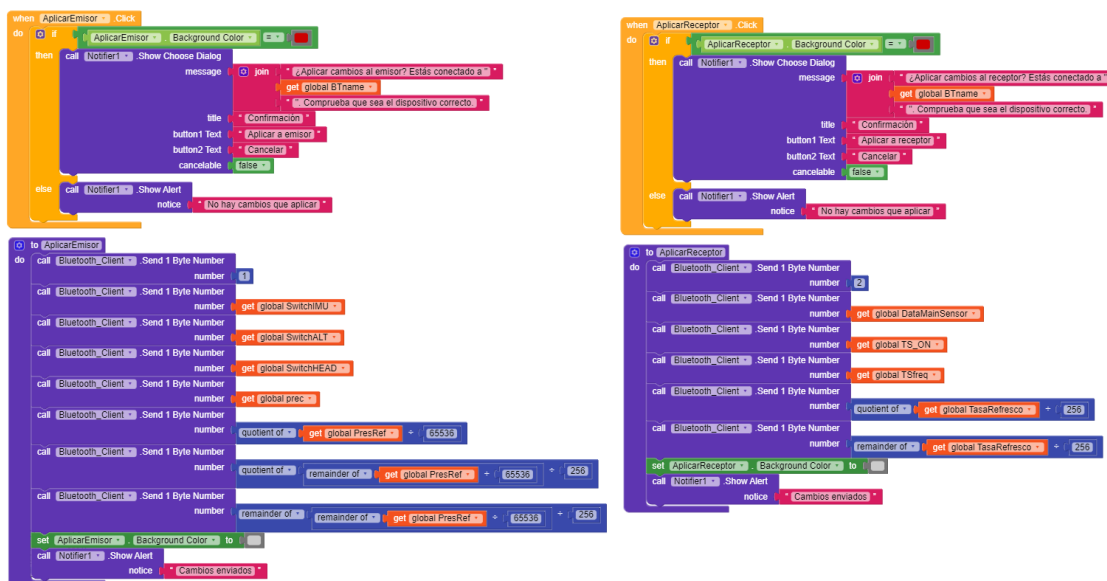 when AplicarEmisor .Click
do if AplicarEmisor . Background Color =
then call Notifier1 .Show Choose Dialog
message join " ¿Aplicar cambios al emisor? Estás conectado a "
get global BTname
" ". Comprueba que sea el dispositivo correcto. "
title " Confirmación "
button1 Text " Aplicar a emisor "
button2 Text " Cancelar "
cancelable false
else call Notifier1 .Show Alert
notice " No hay cambios que aplicar "
to AplicarEmisor
do call Bluetooth_Client .Send 1 Byte Number
number 1
call Bluetooth_Client .Send 1 Byte Number
number get global SwitchIMU
call Bluetooth_Client .Send 1 Byte Number
number get global SwitchALT
call Bluetooth_Client .Send 1 Byte Number
number get global SwitchHEAD
call Bluetooth_Client .Send 1 Byte Number
number get global prec
call Bluetooth_Client .Send 1 Byte Number
number quotient of get global PresRef ÷ 65536
call Bluetooth_Client .Send 1 Byte Number
number quotient of remainder of get global PresRef ÷ 65536 ÷ 256
call Bluetooth_Client .Send 1 Byte Number
number remainder of remainder of get global PresRef ÷ 65536 ÷ 256
set AplicarEmisor . Background Color to
call Notifier1 .Show Alert
notice " Cambios enviados "
when AplicarReceptor .Click
do if AplicarReceptor . Background Color =
then call Notifier1 .Show Choose Dialog
message join " ¿Aplicar cambios al receptor? Estás conectado a "
get global BTname
" ". Comprueba que sea el dispositivo correcto. "
title " Confirmación "
button1 Text " Aplicar a receptor "
button2 Text " Cancelar "
cancelable false
else call Notifier1 .Show Alert
notice " No hay cambios que aplicar "
to AplicarReceptor
do call Bluetooth_Client .Send 1 Byte Number
number 2
call Bluetooth_Client .Send 1 Byte Number
number get global DataMainSensor
call Bluetooth_Client .Send 1 Byte Number
number get global TS_ON
call Bluetooth_Client .Send 1 Byte Number
number get global TSfreq
call Bluetooth_Client .Send 1 Byte Number
number quotient of get global TasaRefresco ÷ 256
call Bluetooth_Client .Send 1 Byte Number
number remainder of get global TasaRefresco ÷ 256
set AplicarReceptor . Background Color to
call Notifier1 .Show Alert
notice " Cambios enviados "